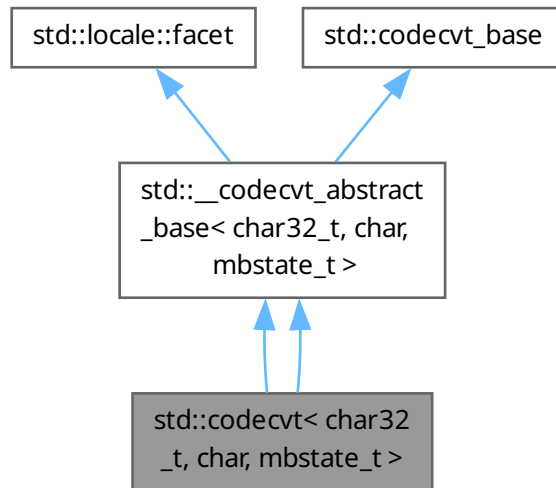 std::locale::facet
std::codecvt_base
std::__codecvt_abstract
_base< char32_t, char,
mbstate_t >
std::codecvt< char32
_t, char, mbstate_t >